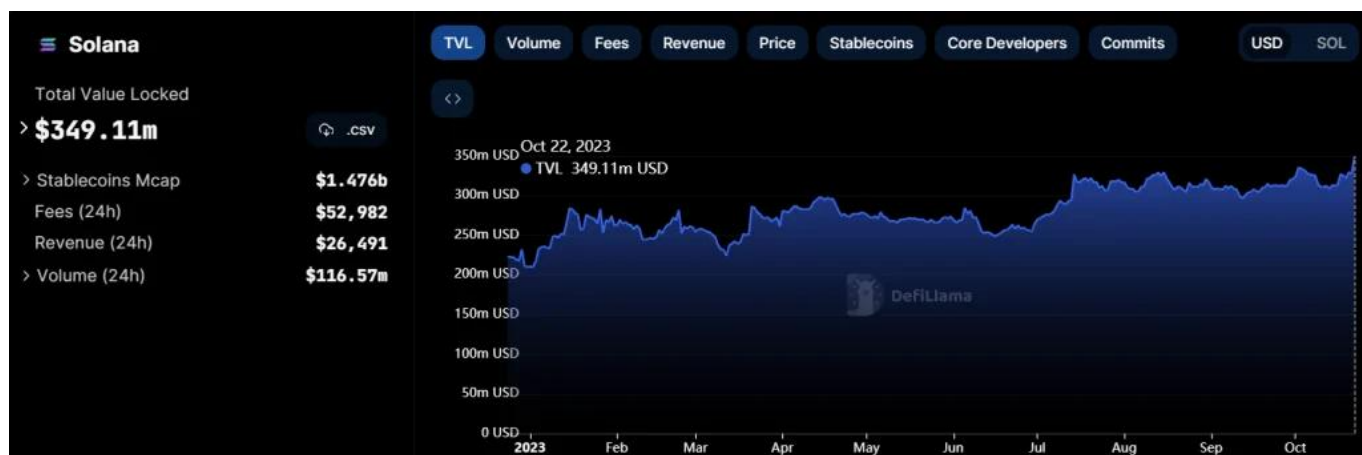 Solana
Total Value Locked
$349.11m
.csv
Stablecoins Mcap $1.476b
Fees (24h) $52,982
Revenue (24h) $26,491
Volume (24h) $116.57m
TVL Volume Fees Revenue Price Stablecoins Core Developers Commits USD SOL
Oct 22, 2023
TVL 349.11m USD
350m USD
300m USD
250m USD
200m USD
150m USD
100m USD
50m USD
0 USD
DefiLlama
2023 Feb Mar Apr May Jun Jul Aug Sep Oct